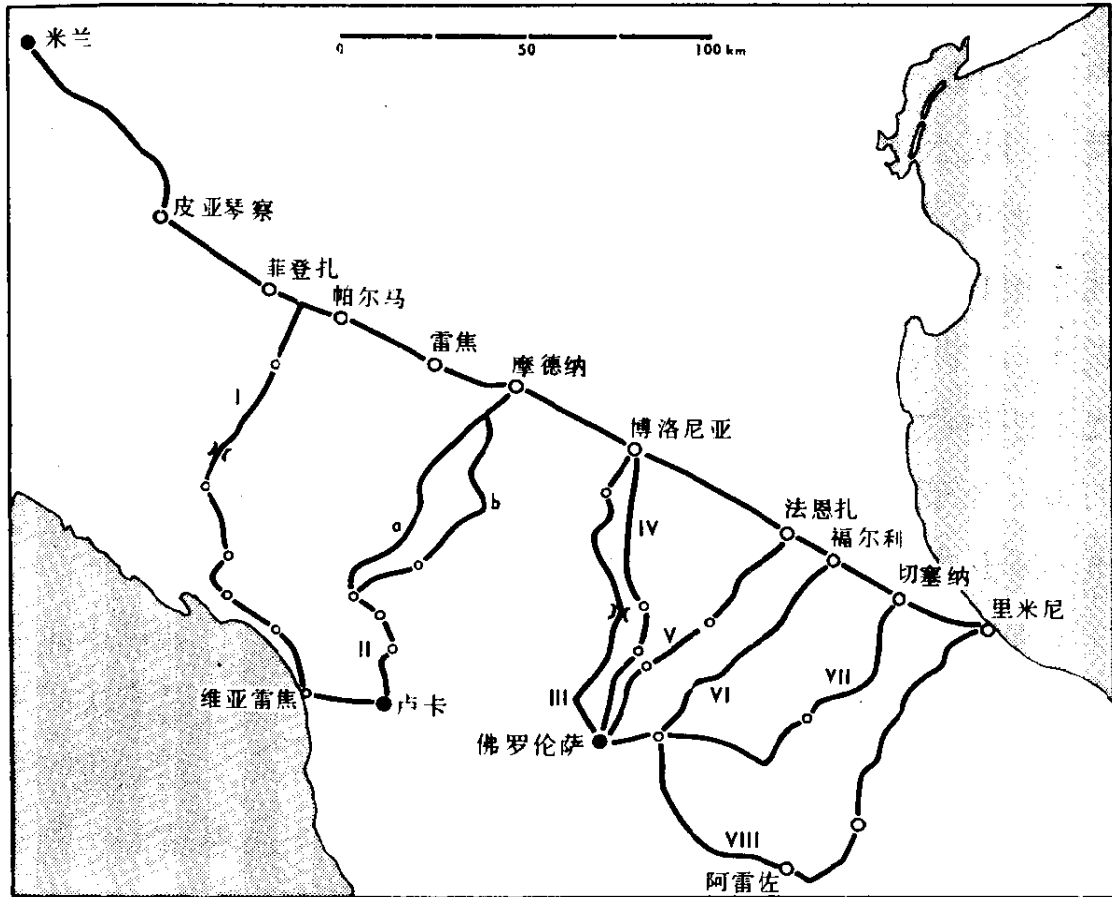 米兰
0 50 100 km
皮亚琴察
菲登扎
帕尔马
雷焦
摩德纳
I
博洛尼亚
a
b
法恩扎
IV
福尔利
切塞纳
里米尼
II
V
VII
VI
III
维亚雷焦
卢卡
佛罗伦萨
VIII
阿雷佐